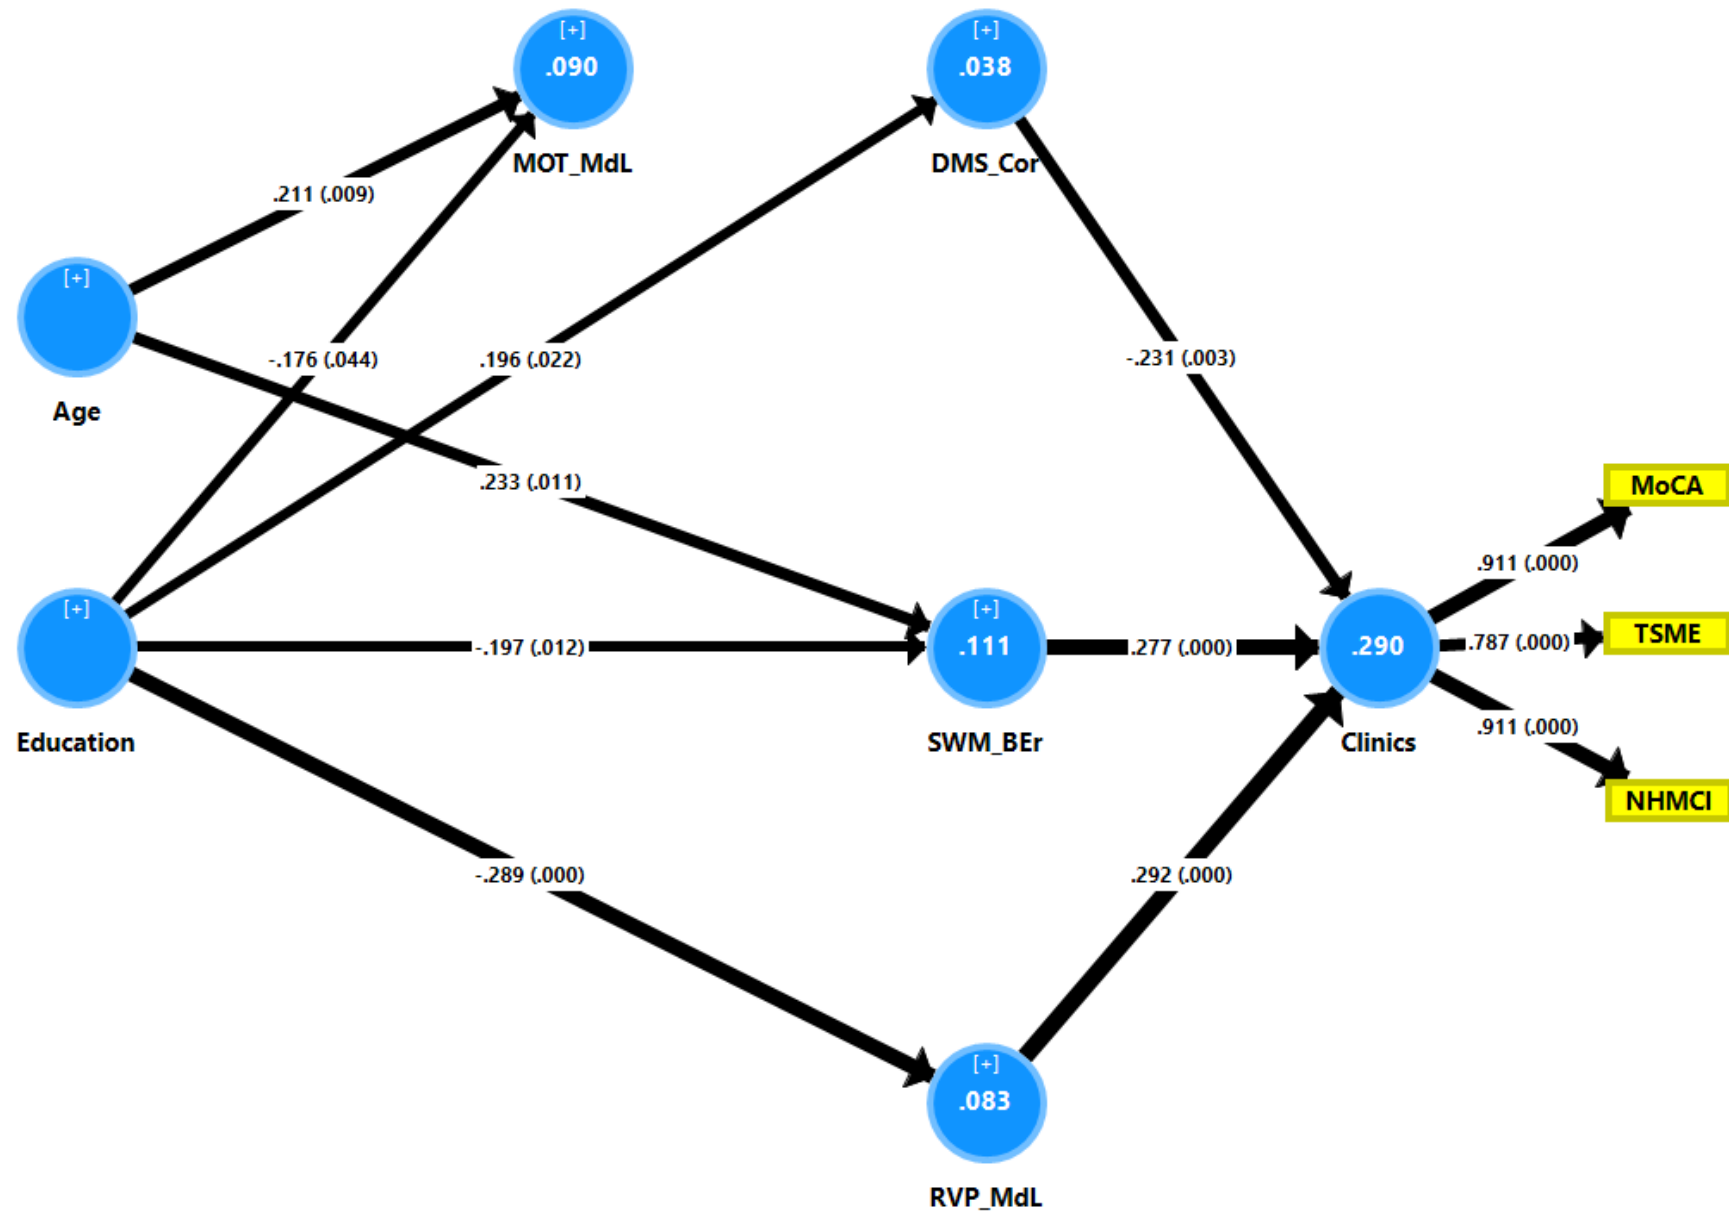 [+]
.090
MOT_MdL
[+]
.038
DMS_Cor
.211 (.009)
[+]
Age
-.176 (.044)
.196 (.022)
-.231 (.003)
.233 (.011)
MoCA
.911 (.000)
[+]
Education
-.197 (.012)
[+]
.111
SWM_BEr
.277 (.000)
.290
Clinics
.787 (.000)
TSME
.911 (.000)
NHMCI
-.289 (.000)
.292 (.000)
[+]
.083
RVP_MdL